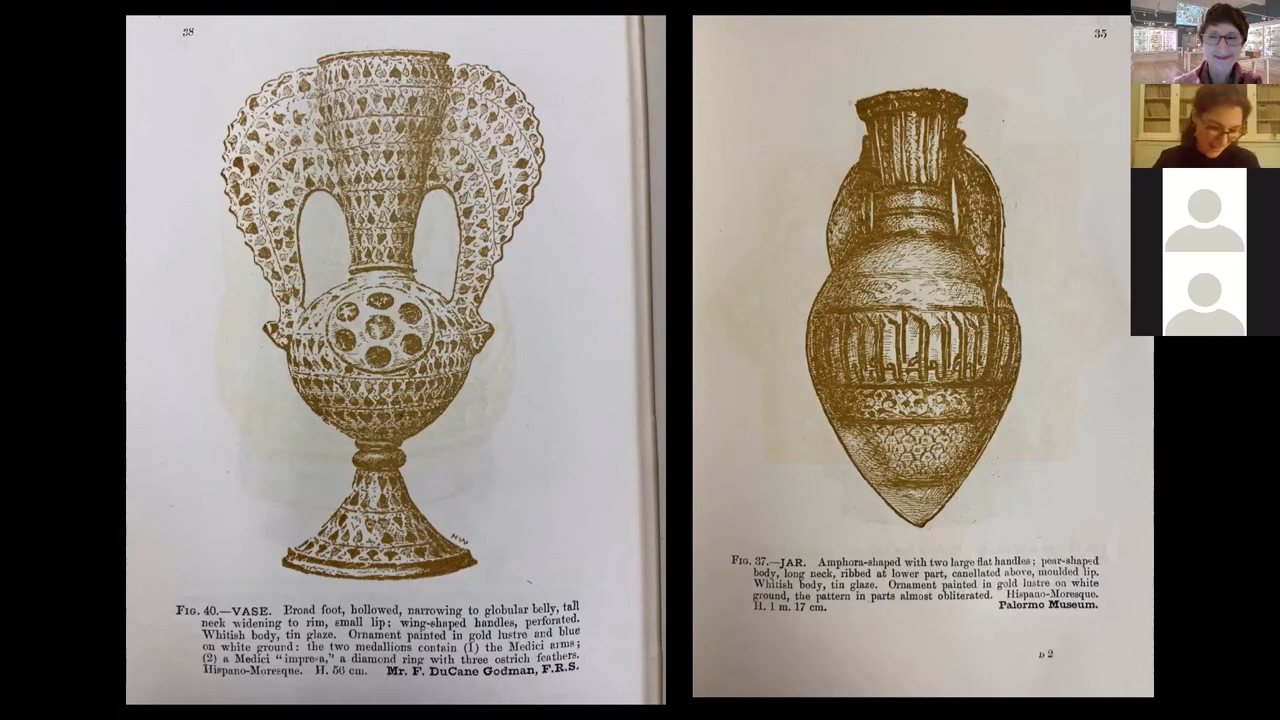 38
HW
FIG. 40.—VASE. Broad foot, hollowed, narrowing to globular belly, tall
neck widening to rim, small lip; wing-shaped handles, perforated.
Whitish body, tin glaze. Ornament painted in gold lustre and blue
on white ground: the two medallions contain (1) the Medici arms;
(2) a Medici "impresa," a diamond ring with three ostrich feathers.
Hispano-Moresque. H. 56 cm. Mr. F. DuCane Godman, F.R.S.
35
FIG. 37.—JAR. Amphora-shaped with two large flat handles; pear-shaped
body, long neck, ribbed at lower part, canellated above, moulded lip.
Whitish body, tin glaze. Ornament painted in gold lustre on white
ground, the pattern in parts almost obliterated. Hispano-Moresque.
H. 1 m. 17 cm. Palermo Museum.
D 2